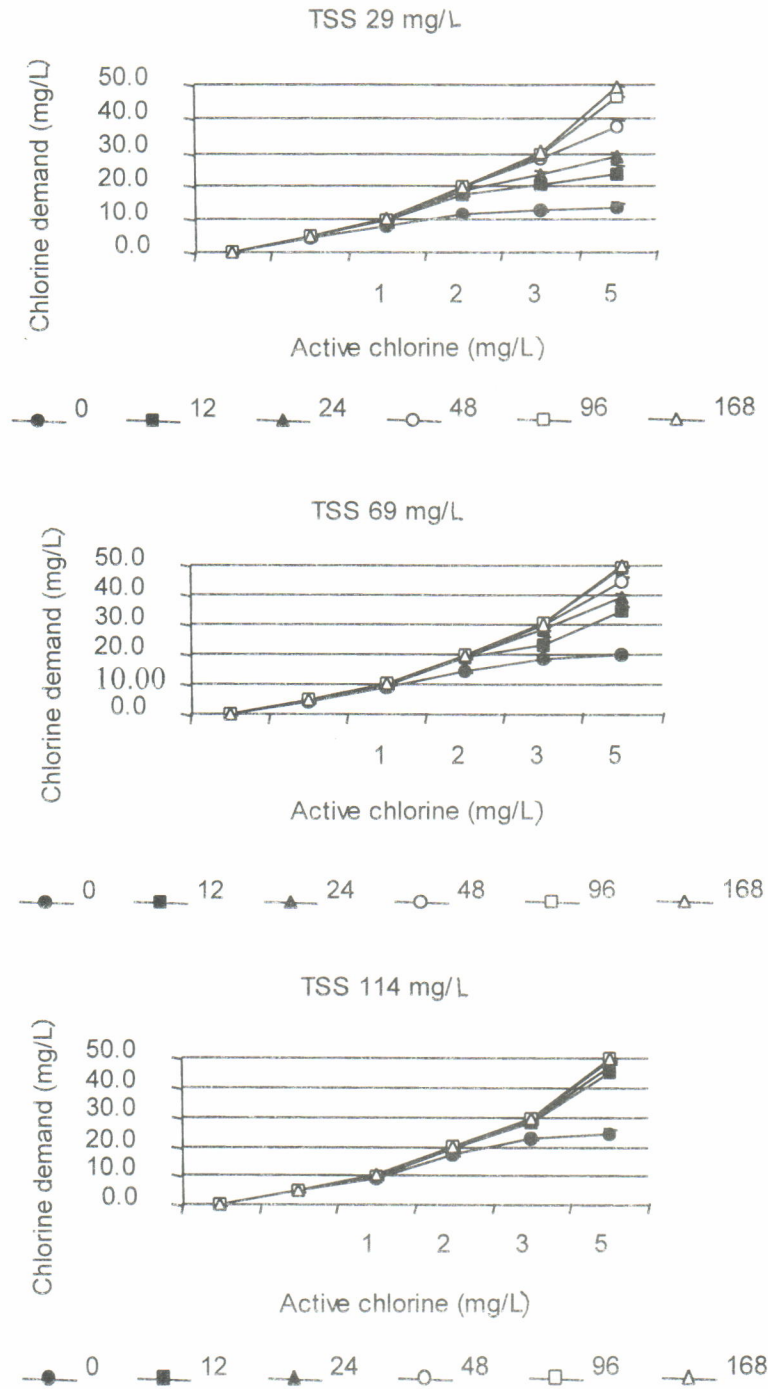 TSS 29 mg/L
Chlorine demand (mg/L)
50.0
40.0
30.0
20.0
10.0
0.0
1 2 3 5
Active chlorine (mg/L)
0 12 24 48 96 168
TSS 69 mg/L
Chlorine demand (mg/L)
50.0
40.0
30.0
20.0
10.00
0.0
1 2 3 5
Active chlorine (mg/L)
0 12 24 48 96 168
TSS 114 mg/L
Chlorine demand (mg/L)
50.0
40.0
30.0
20.0
10.0
0.0
1 2 3 5
Active chlorine (mg/L)
0 12 24 48 96 168